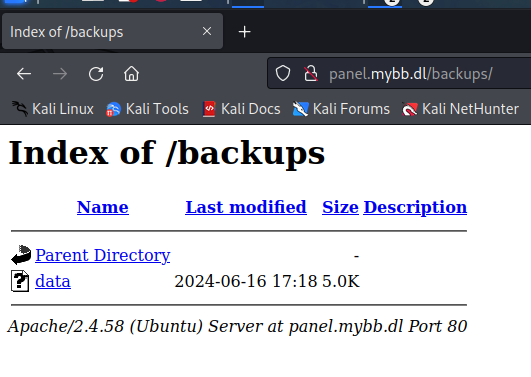 Index of /backups
panel.mybb.dl/backups/
Kali Linux Kali Tools Kali Docs Kali Forums Kali NetHunter
Index of /backups
Name Last modified Size Description
Parent Directory -
data 2024-06-16 17:18 5.0K
Apache/2.4.58 (Ubuntu) Server at panel.mybb.dl Port 80